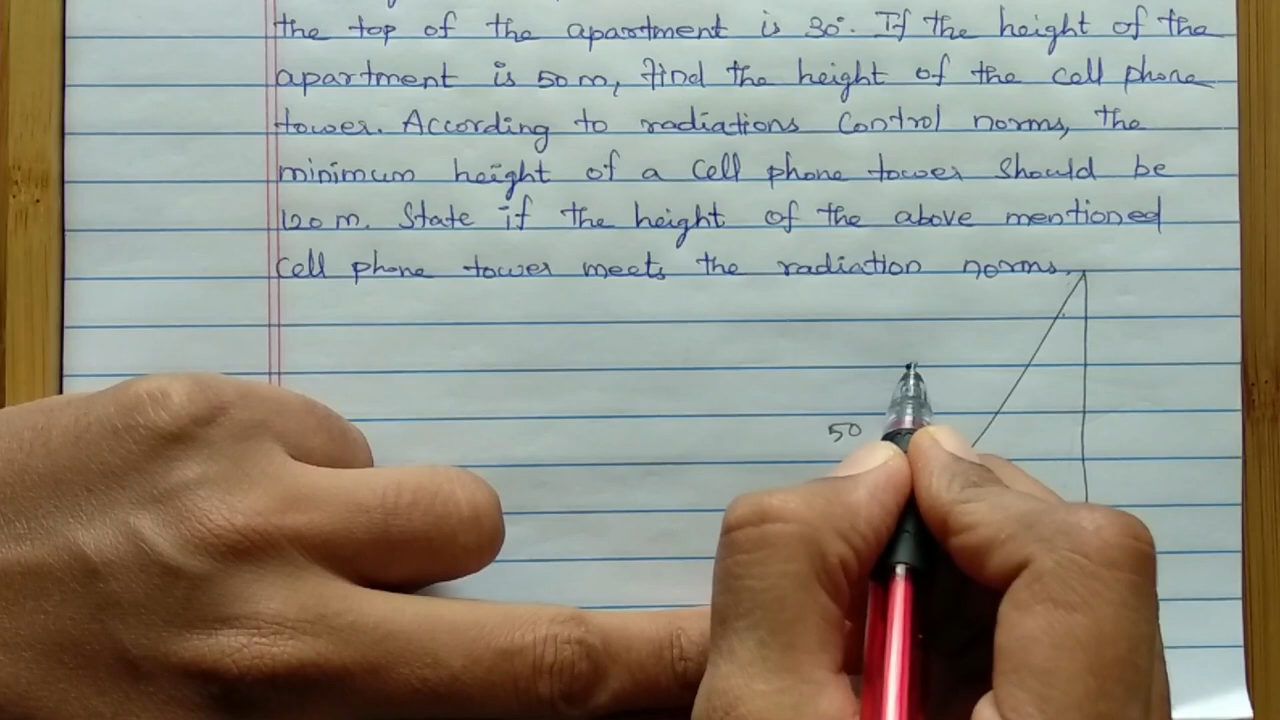 the top of the apartment is 30°. If the height of the
apartment is 50 m, find the height of the cell phone
tower. According to radiations Control norms, the
minimum height of a Cell phone tower Should be
120 m. State if the height of the above mentioned
Cell phone tower meets the radiation norms.
50